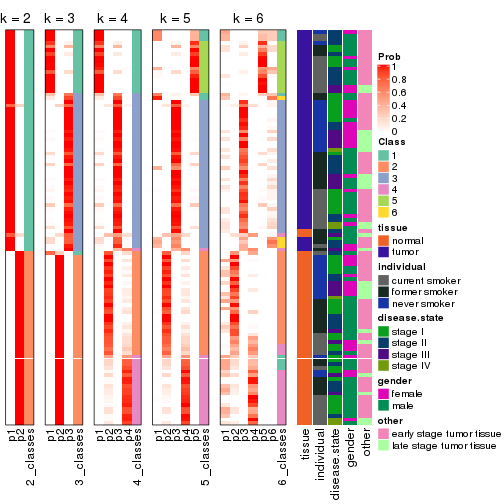 k = 2
k = 3
k = 4
k = 5
k = 6
p1
p2
2_classes
p1
p2
p3
3_classes
p1
p2
p3
p4
4_classes
p1
p2
p3
p4
p5
5_classes
p1
p2
p3
p4
p5
p6
6_classes
tissue
individual
disease.state
gender
other
Prob
1
0.8
0.6
0.4
0.2
0
Class
1
2
3
4
5
6
tissue
normal
tumor
individual
current smoker
former smoker
never smoker
disease.state
stage I
stage II
stage III
stage IV
gender
female
male
other
early stage tumor tissue
late stage tumor tissue